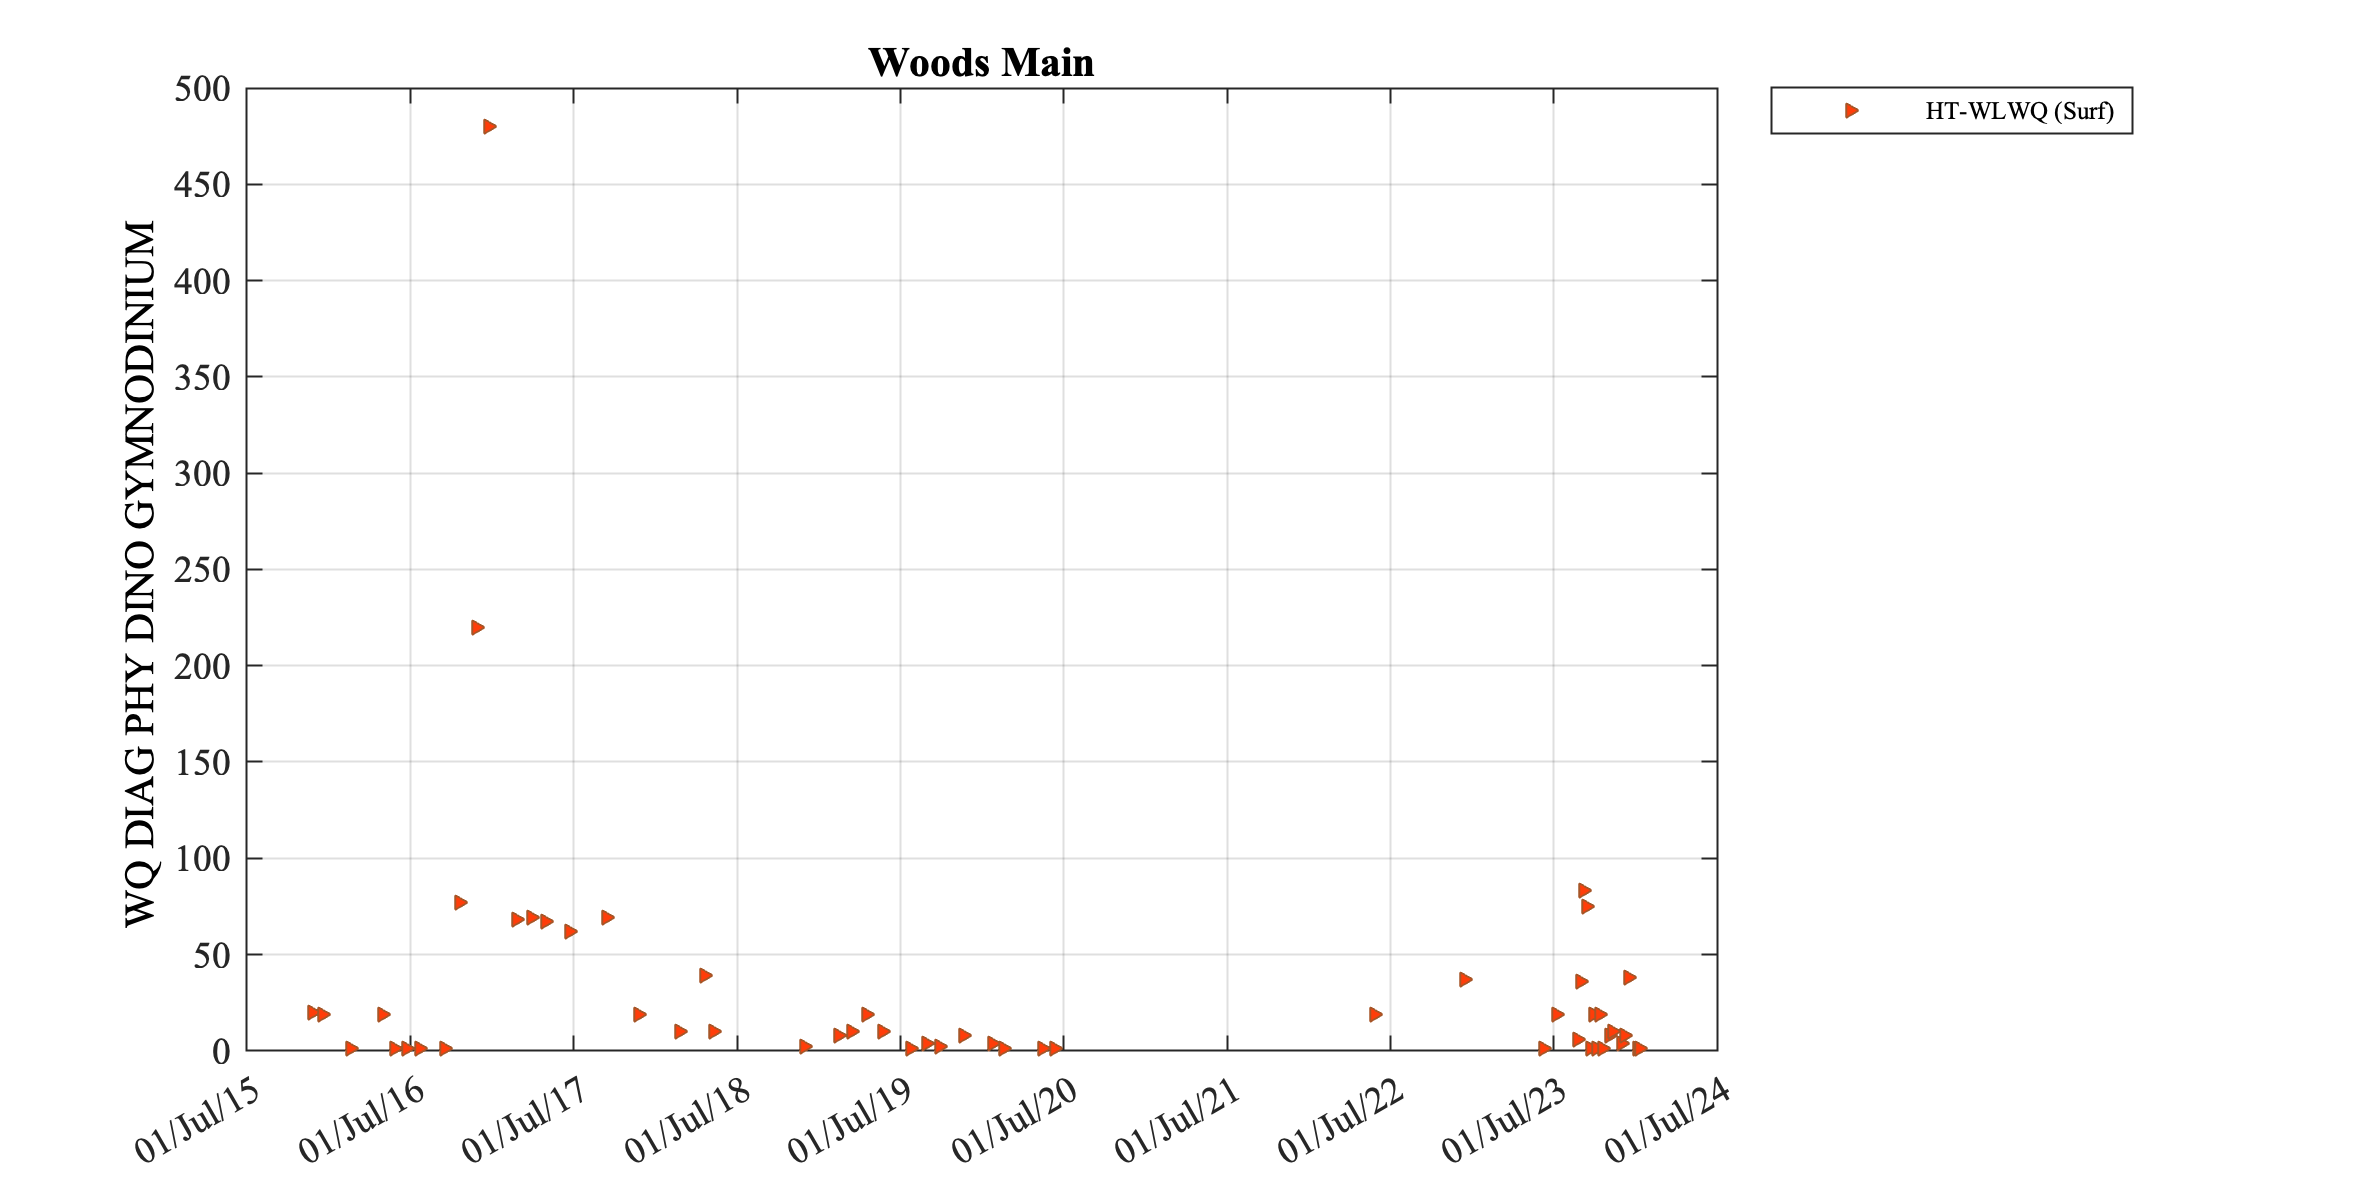 Woods Main
HT-WLWQ (Surf)
WQ DIAG PHY DINO GYMNODINIUM
500
450
400
350
300
250
200
150
100
50
0
01/Jul/15
01/Jul/16
01/Jul/17
01/Jul/18
01/Jul/19
01/Jul/20
01/Jul/21
01/Jul/22
01/Jul/23
01/Jul/24